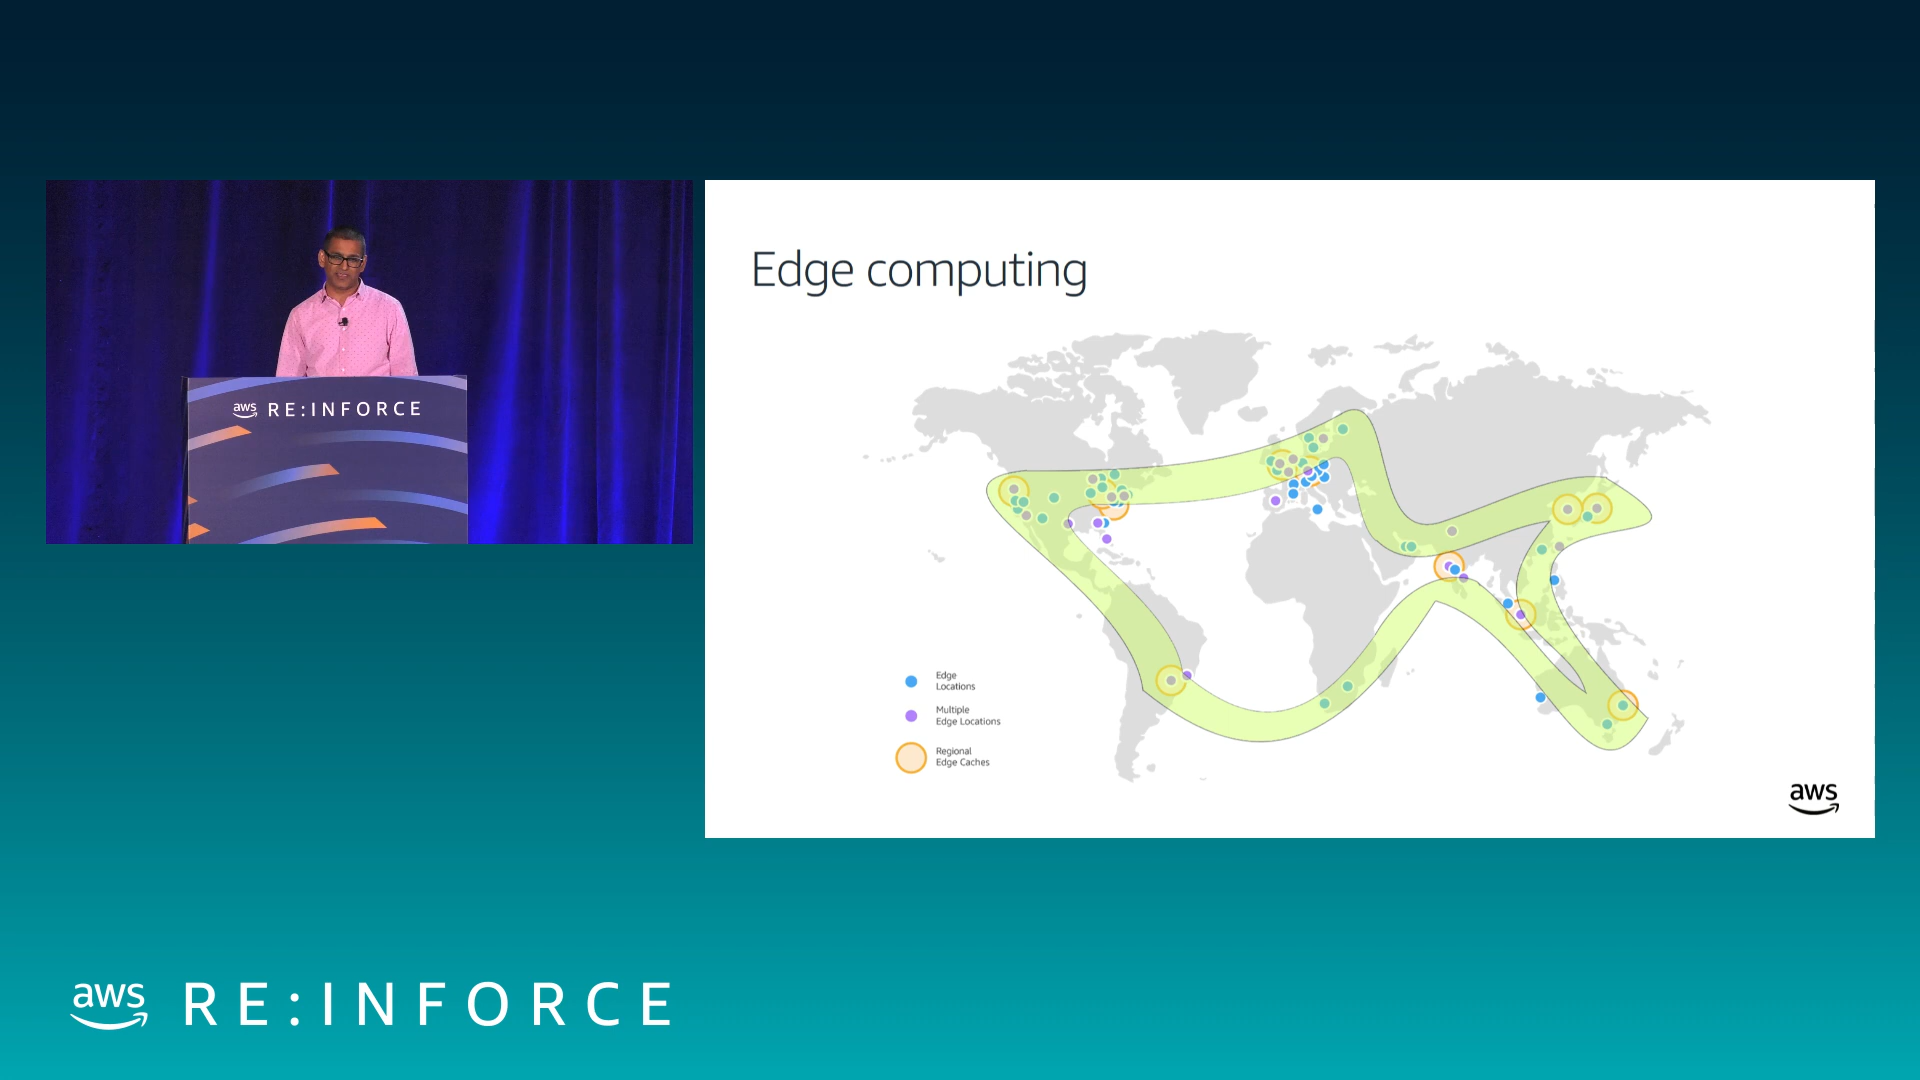 aws RE:INFORCE
Edge computing
Edge
Locations
Multiple
Edge Locations
Regional
Edge Caches
aws
aws RE:INFORCE